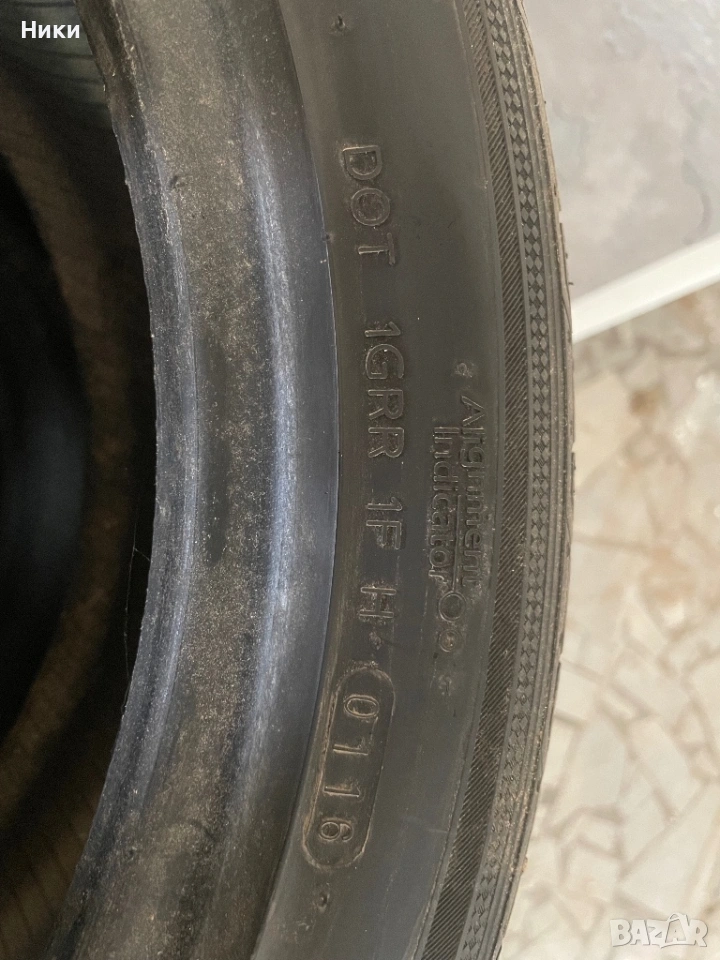 Ники
DOT 1GRR 1F H 0116
Alignment
Indicator
BAZAR